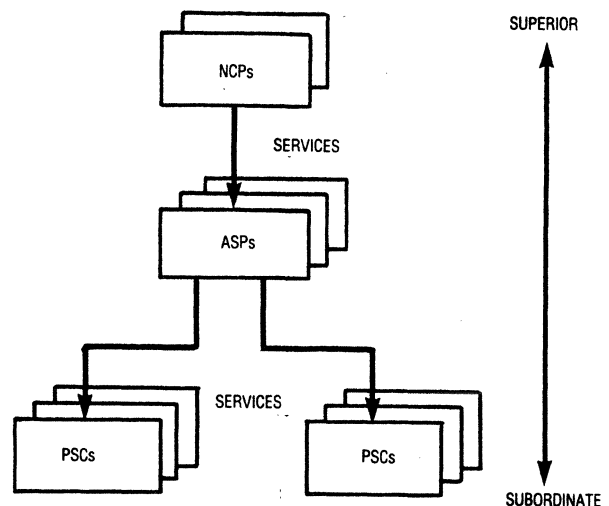 SUPERIOR
NCPs
SERVICES
ASPs
SERVICES
PSCs
PSCs
SUBORDINATE